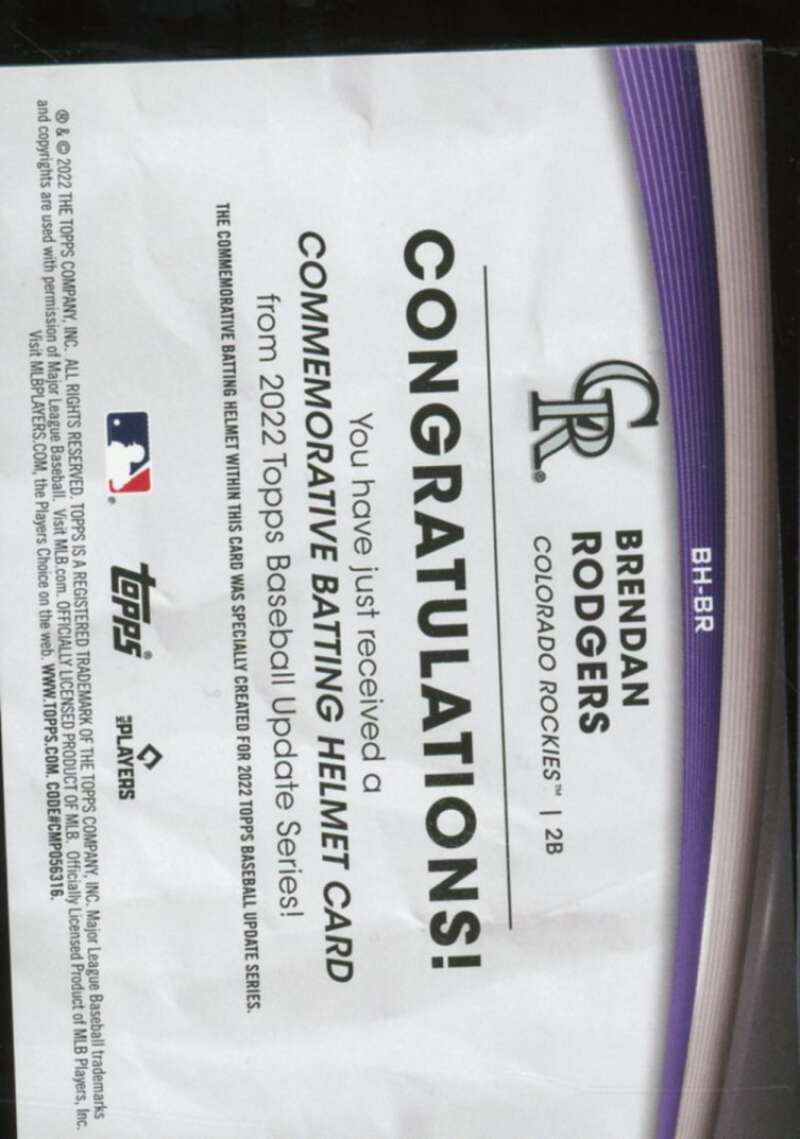 BH-BR
CR®
BRENDAN
RODGERS
COLORADO ROCKIES™ | 2B
CONGRATULATIONS!
You have just received a
COMMEMORATIVE BATTING HELMET CARD
from 2022 Topps Baseball Update Series!
THE COMMEMORATIVE BATTING HELMET WITHIN THIS CARD WAS SPECIALLY CREATED FOR 2022 TOPPS BASEBALL UPDATE SERIES.
® topps® MLB PLAYERS
® & © 2022 THE TOPPS COMPANY, INC. ALL RIGHTS RESERVED. TOPPS IS A REGISTERED TRADEMARK OF THE TOPPS COMPANY, INC. Major League Baseball trademarks
and copyrights are used with permission of Major League Baseball. Visit MLB.com. OFFICIALLY LICENSED PRODUCT OF MLB. Officially Licensed Product of MLB Players, Inc.
Visit MLBPLAYERS.COM, the Players Choice on the web. WWW.TOPPS.COM. CODE#CMP056316.